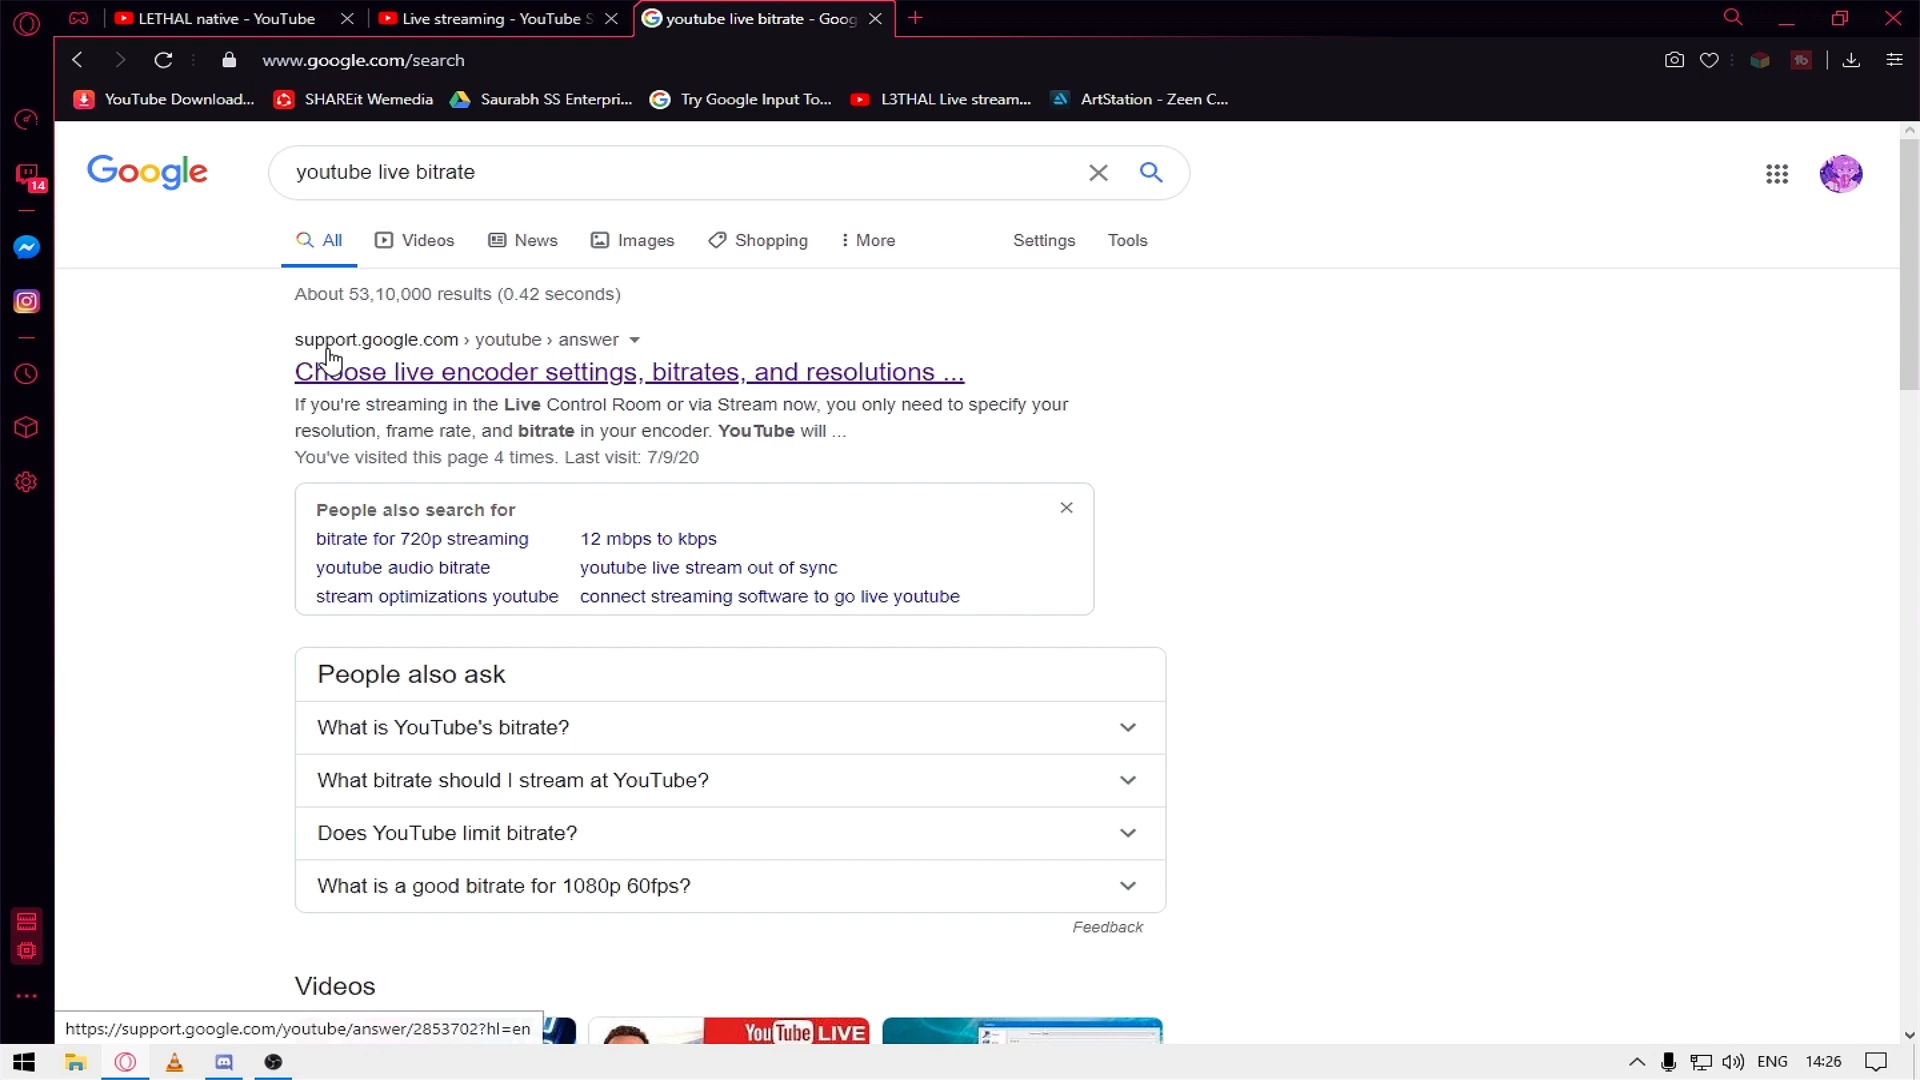 LETHAL native - YouTube
Live streaming - YouTube S
youtube live bitrate - Goog
www.google.com/search
YouTube Download...
SHAREit Wemedia
Saurabh SS Enterpri...
Try Google Input To...
L3THAL Live stream...
ArtStation - Zeen C...
14
Google
youtube live bitrate
All
Videos
News
Images
Shopping
More
Settings
Tools
About 53,10,000 results (0.42 seconds)
support.google.com › youtube › answer
Choose live encoder settings, bitrates, and resolutions ...
If you're streaming in the Live Control Room or via Stream now, you only need to specify your
resolution, frame rate, and bitrate in your encoder. YouTube will ...
You've visited this page 4 times. Last visit: 7/9/20
People also search for
bitrate for 720p streaming
12 mbps to kbps
youtube audio bitrate
youtube live stream out of sync
stream optimizations youtube
connect streaming software to go live youtube
People also ask
What is YouTube's bitrate?
What bitrate should I stream at YouTube?
Does YouTube limit bitrate?
What is a good bitrate for 1080p 60fps?
Feedback
Videos
https://support.google.com/youtube/answer/2853702?hl=en
YouTube LIVE
ENG
14:26